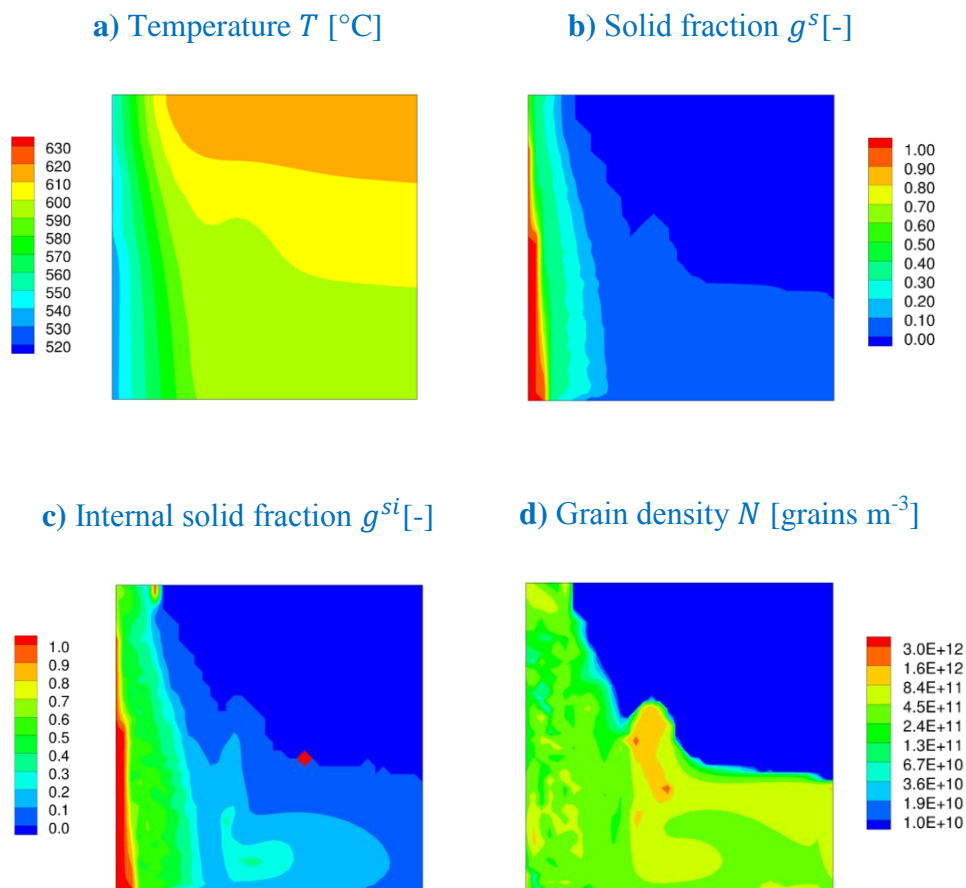 a) Temperature T [°C]
b) Solid fraction g^s[-]
630
620
610
600
590
580
570
560
550
540
530
520
1.00
0.90
0.80
0.70
0.60
0.50
0.40
0.30
0.20
0.10
0.00
c) Internal solid fraction g^si[-]
d) Grain density N [grains m^-3]
1.0
0.9
0.8
0.7
0.6
0.5
0.4
0.3
0.2
0.1
0.0
3.0E+12
1.6E+12
8.4E+11
4.5E+11
2.4E+11
1.3E+11
6.7E+10
3.6E+10
1.9E+10
1.0E+10